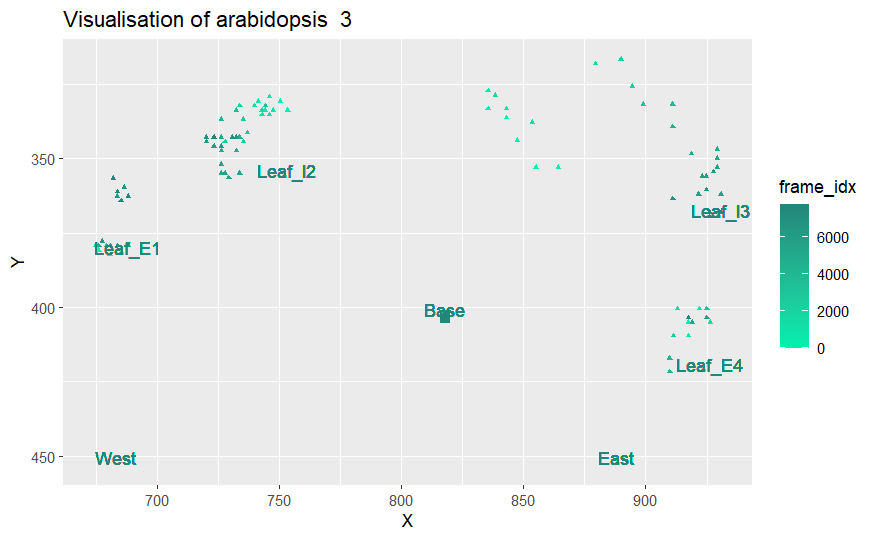 Visualisation of arabidopsis 3
Y
350
400
450
Leaf_I2
Leaf_I3
Leaf_E1
Base
Leaf_E4
West
East
700
750
800
850
900
X
frame_idx
6000
4000
2000
0